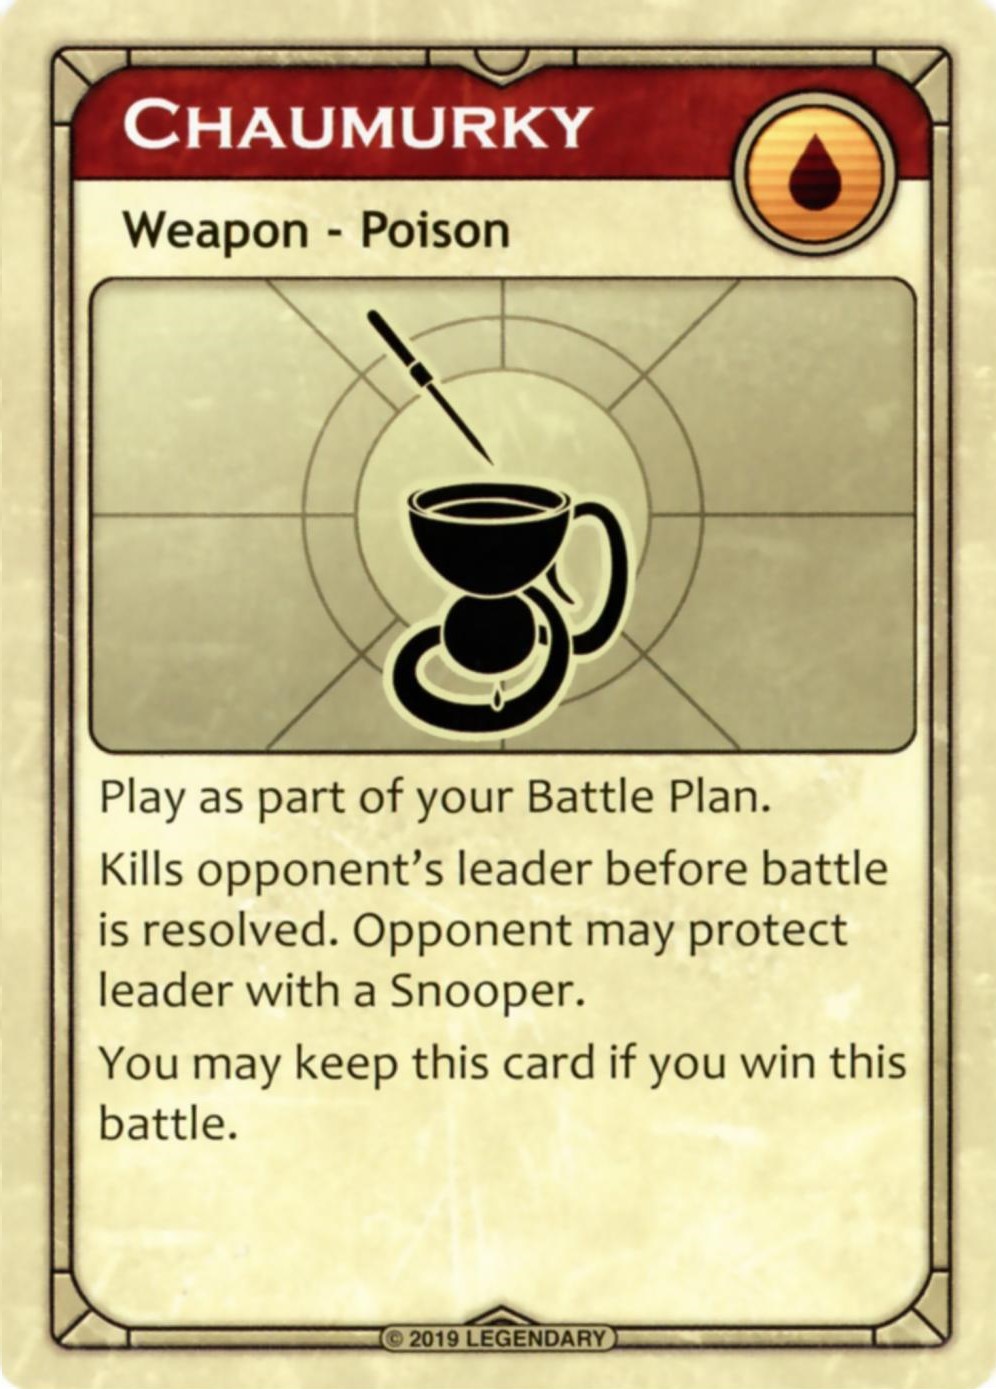 CHAUMURKY
Weapon - Poison
Play as part of your Battle Plan.
Kills opponent's leader before battle
is resolved. Opponent may protect
leader with a Snooper.
You may keep this card if you win this
battle.
© 2019 LEGENDARY